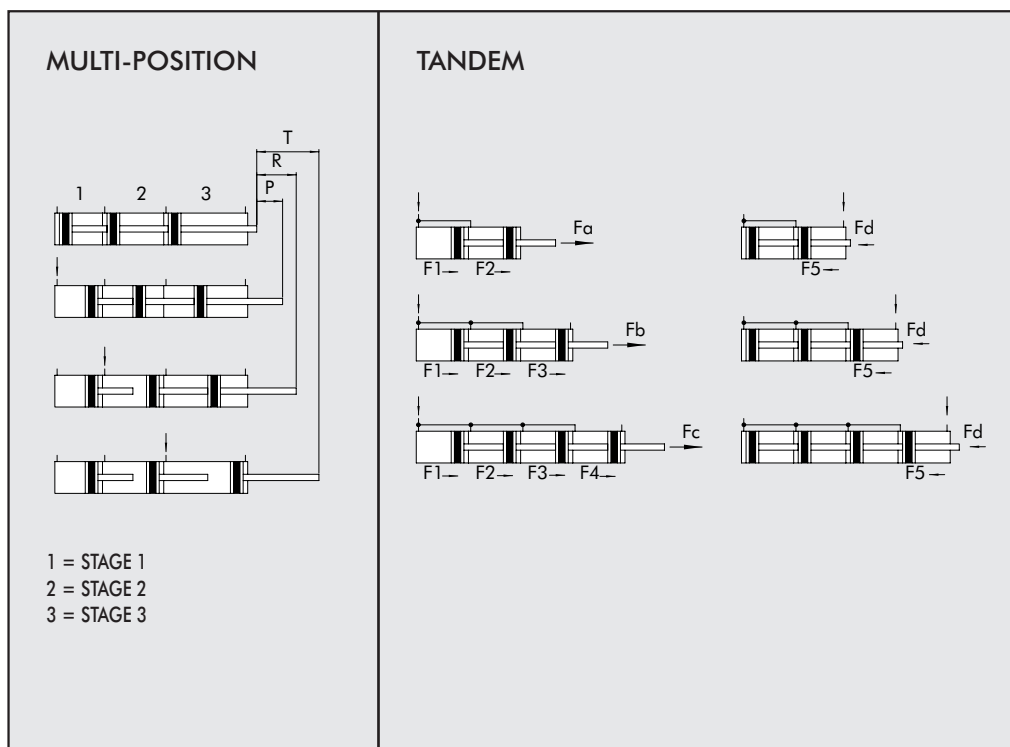 MULTI-POSITION
T
R
P
1 2 3
1 = STAGE 1
2 = STAGE 2
3 = STAGE 3
TANDEM
Fa
F1 F2
Fd
F5
Fb
F1 F2 F3
Fd
F5
Fc
F1 F2 F3 F4
Fd
F5